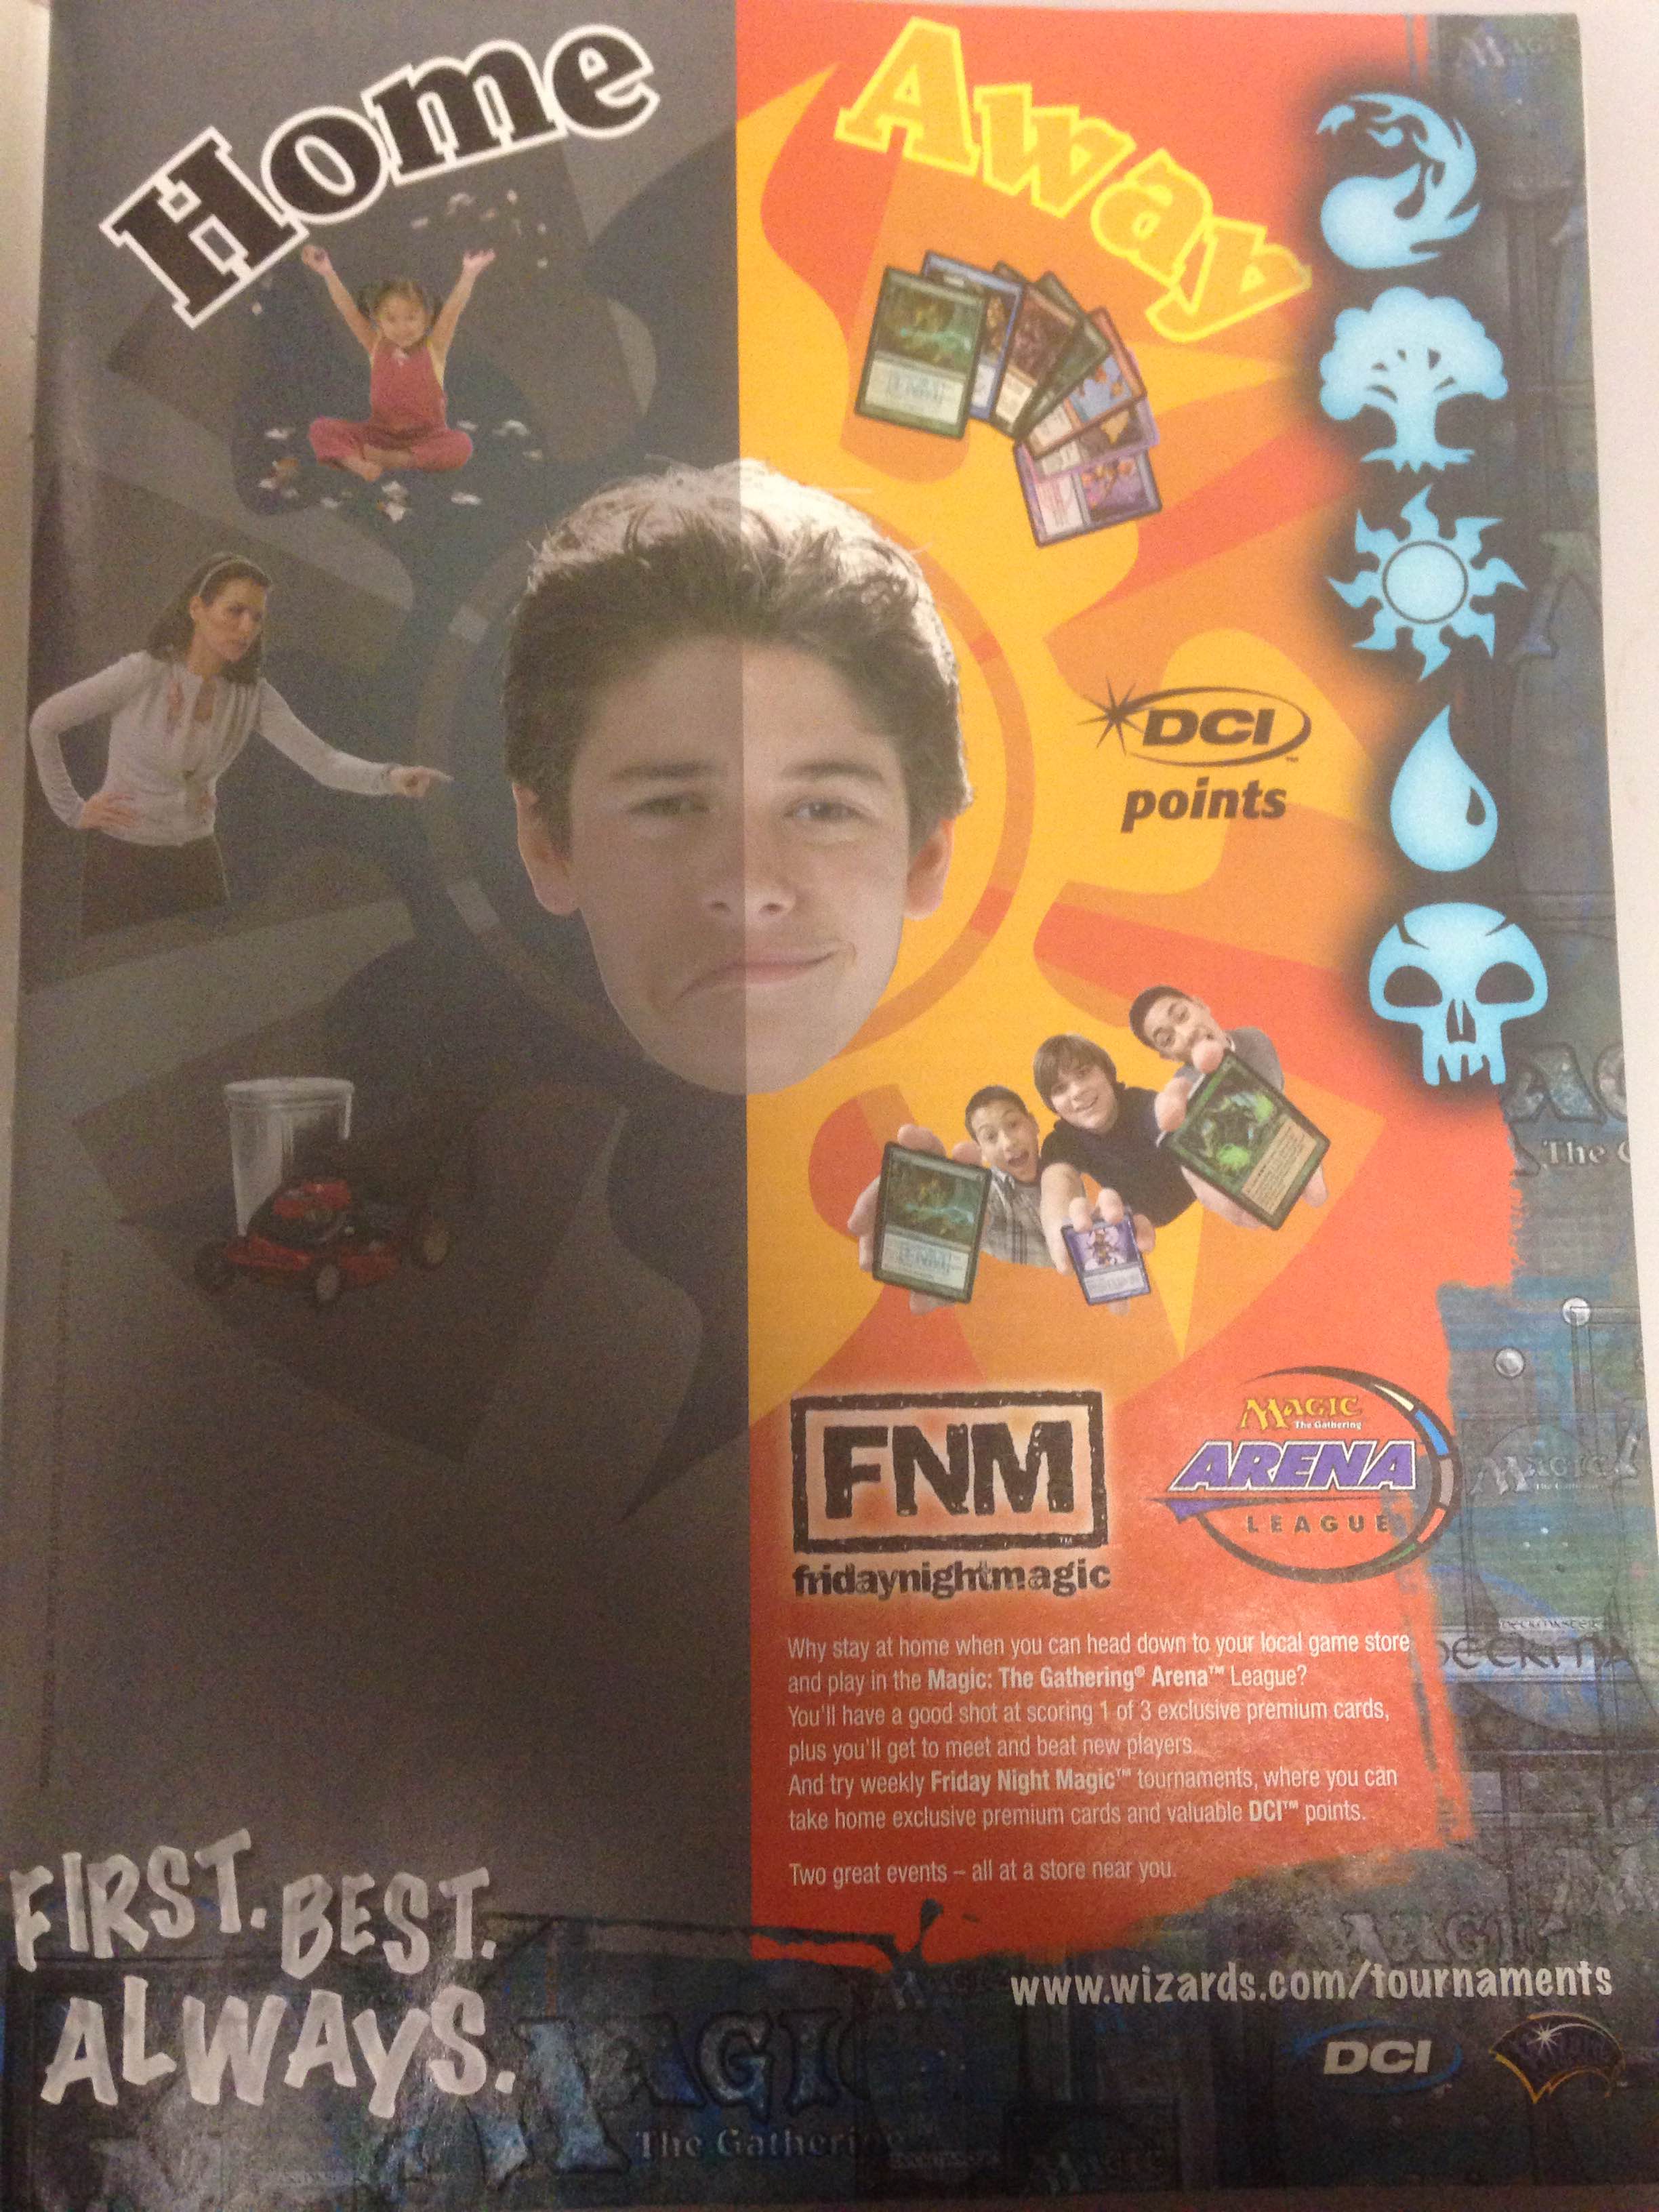 Home
Away
DCI
points
FNM
fridaynightmagic
MAGIC
The Gathering
ARENA
LEAGUE
Why stay at home when you can head down to your local game store
and play in the Magic: The Gathering® Arena™ League?
You'll have a good shot at scoring 1 of 3 exclusive premium cards,
plus you'll get to meet and beat new players.
And try weekly Friday Night Magic™ tournaments, where you can
take home exclusive premium cards and valuable DCI™ points.
Two great events – all at a store near you.
FIRST. BEST.
ALWAYS.
www.wizards.com/tournaments
DCI
MAGIC
The Gathering